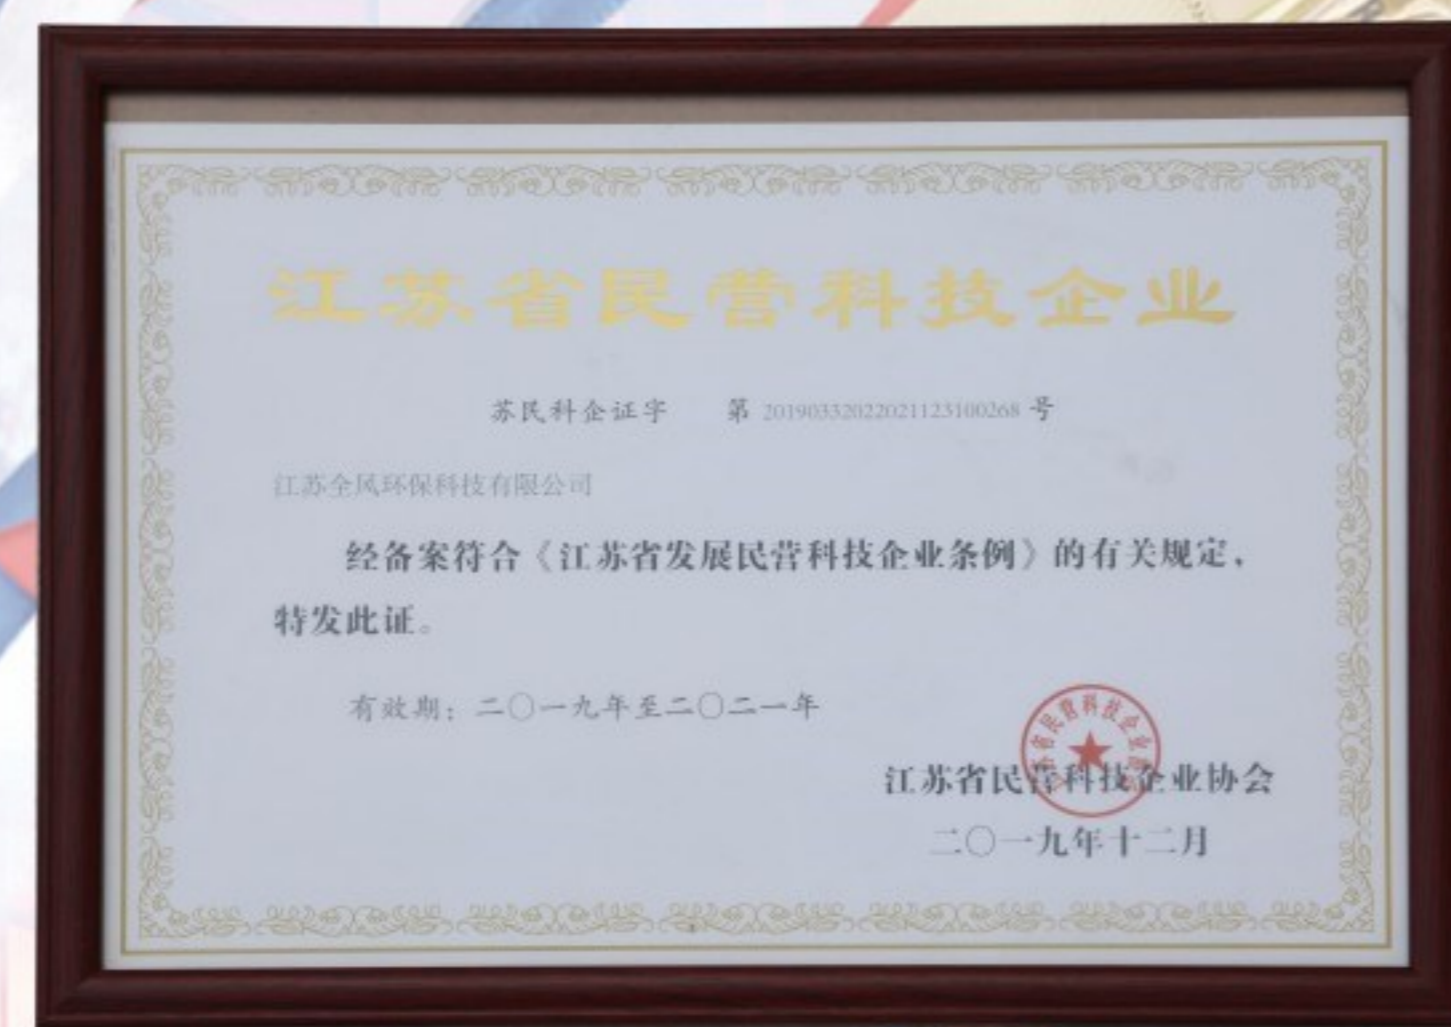 江苏省民营科技企业
苏民科企证字 第 20190332022021123100268 号
江苏全风环保科技有限公司
经备案符合《江苏省发展民营科技企业条例》的有关规定，
特发此证。
有效期：二〇一九年至二〇二一年
江苏省民营科技企业协会
二〇一九年十二月